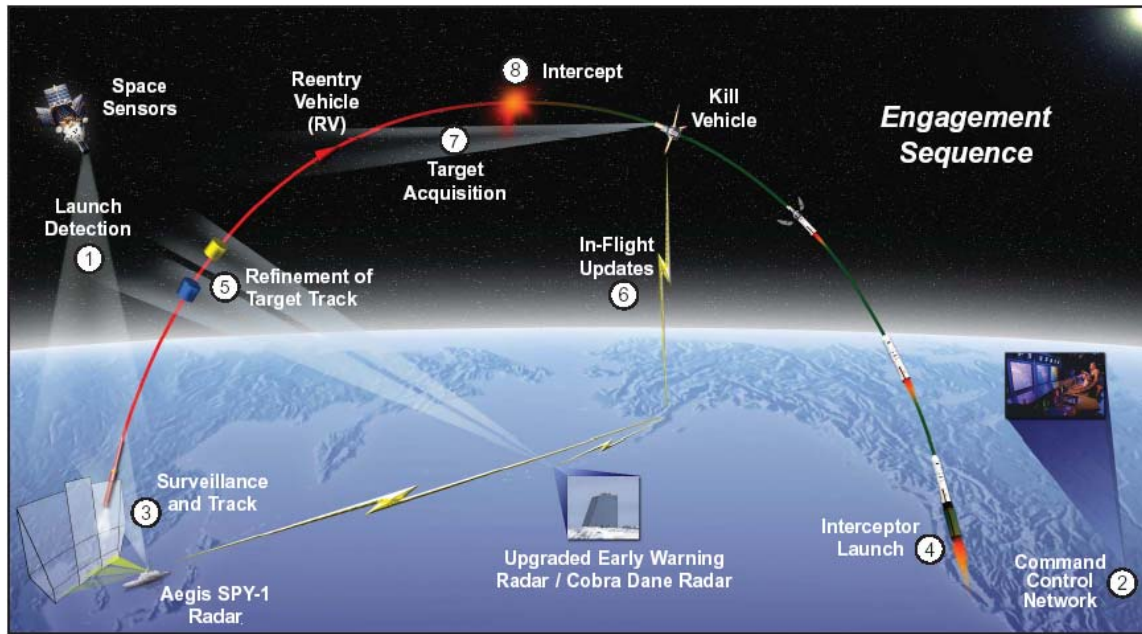 Engagement
Sequence
Space
Sensors
Launch
Detection
1
Reentry
Vehicle
(RV)
8 Intercept
Kill
Vehicle
7
Target
Acquisition
5 Refinement of
Target Track
In-Flight
Updates
6
3 Surveillance
and Track
Aegis SPY-1
Radar
Upgraded Early Warning
Radar / Cobra Dane Radar
Interceptor
Launch 4
Command
Control 2
Network